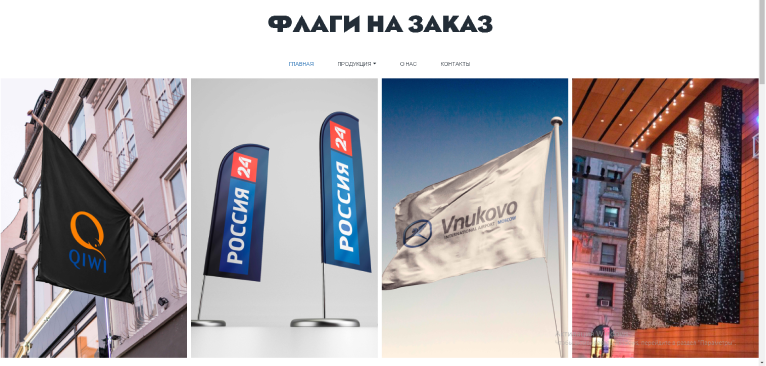 ФЛАГИ НА ЗАКАЗ
ГЛАВНАЯ
ПРОДУКЦИЯ
О НАС
КОНТАКТЫ
QIWI
РОССИЯ 24
РОССИЯ 24
Vnukovo
INTERNATIONAL AIRPORT MOSCOW